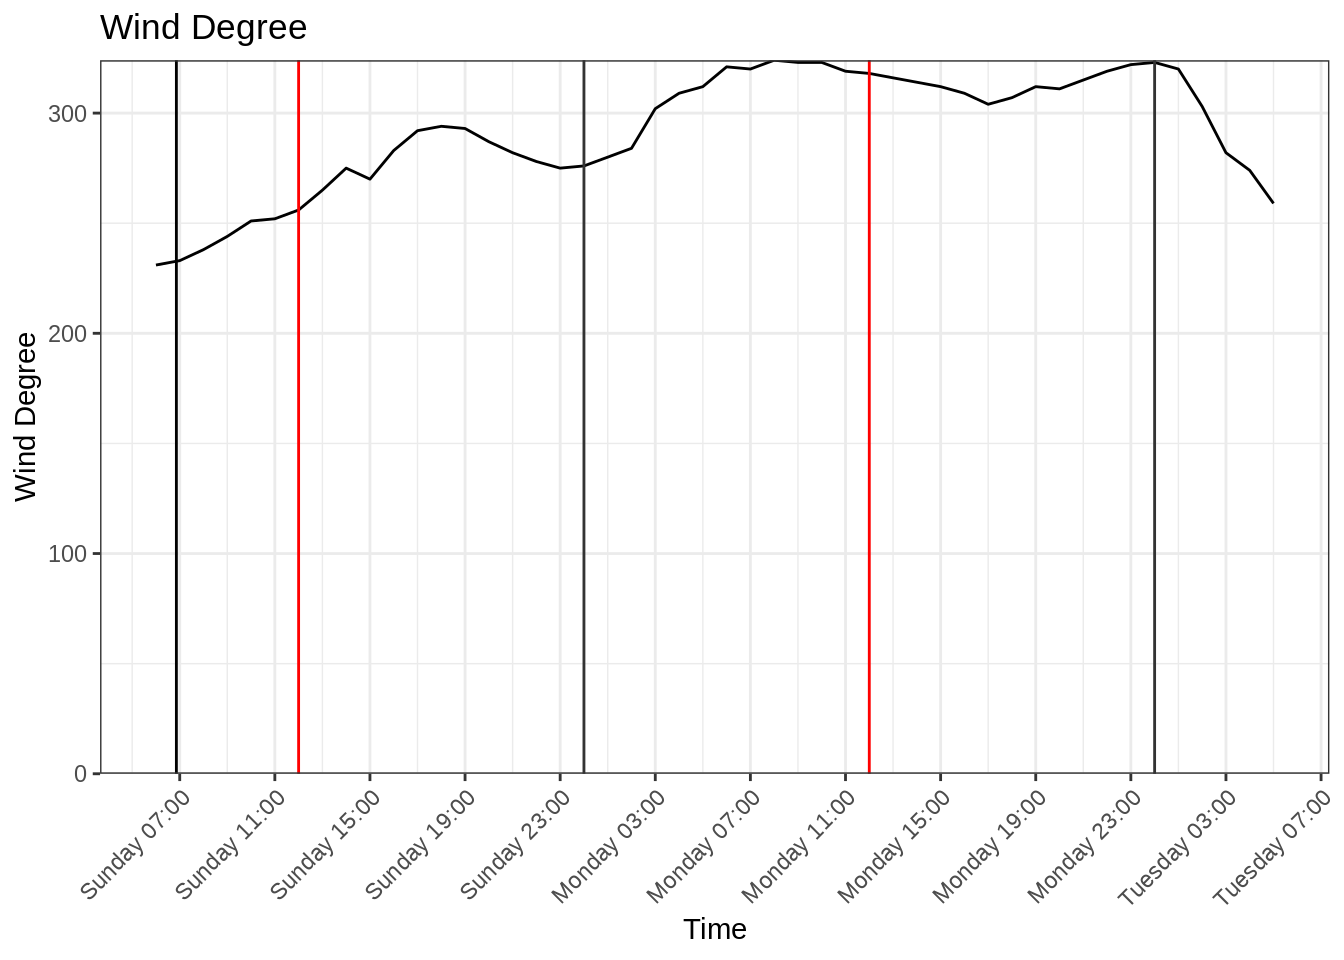 Wind Degree
Wind Degree
300
200
100
0
Sunday 07:00
Sunday 11:00
Sunday 15:00
Sunday 19:00
Sunday 23:00
Monday 03:00
Monday 07:00
Monday 11:00
Monday 15:00
Monday 19:00
Monday 23:00
Tuesday 03:00
Tuesday 07:00
Time